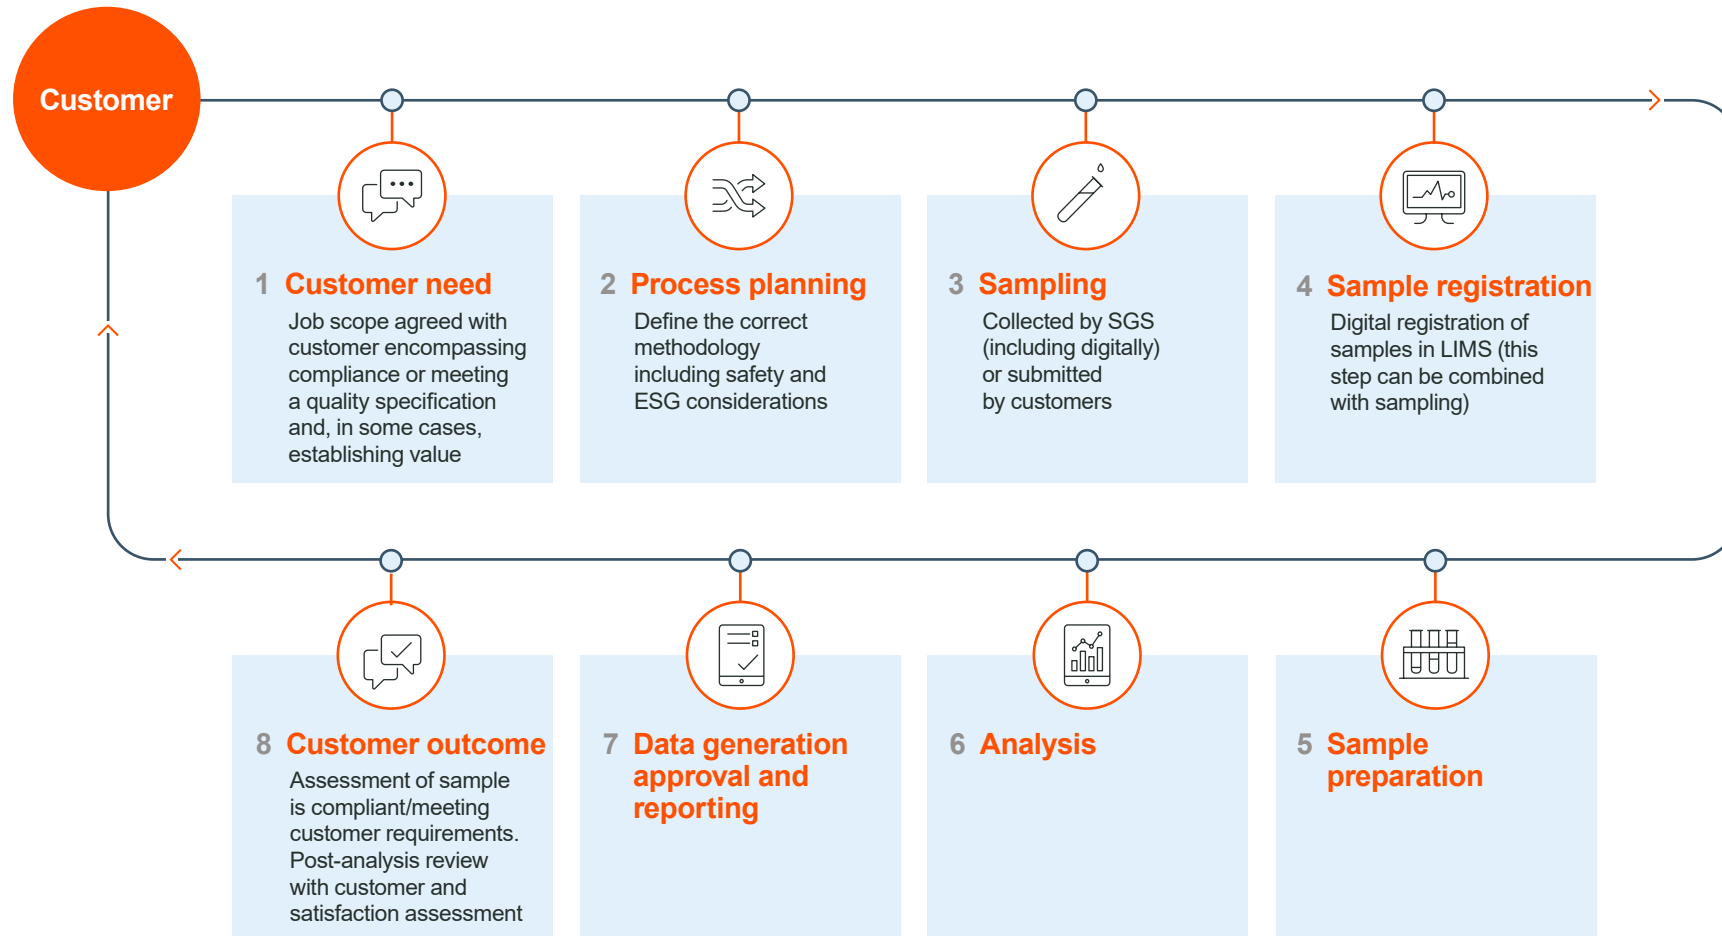 Customer
1 Customer need
Job scope agreed with
customer encompassing
compliance or meeting
a quality specification
and, in some cases,
establishing value
2 Process planning
Define the correct
methodology
including safety and
ESG considerations
3 Sampling
Collected by SGS
(including digitally)
or submitted
by customers
4 Sample registration
Digital registration of
samples in LIMS (this
step can be combined
with sampling)
8 Customer outcome
Assessment of sample
is compliant/meeting
customer requirements.
Post-analysis review
with customer and
satisfaction assessment
7 Data generation
approval and
reporting
6 Analysis
5 Sample
preparation